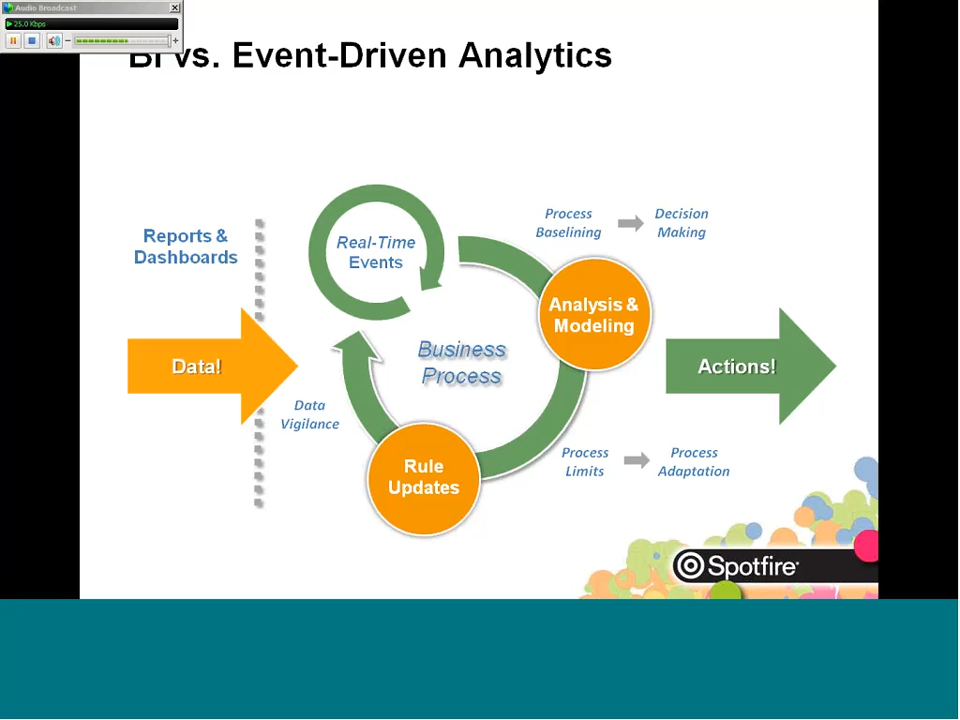 Audio Broadcast
25.0 Kbps
BI vs. Event-Driven Analytics
Reports &
Dashboards
Real-Time
Events
Process
Baselining
Decision
Making
Analysis &
Modeling
Business
Process
Data!
Actions!
Data
Vigilance
Rule
Updates
Process
Limits
Process
Adaptation
Spotfire